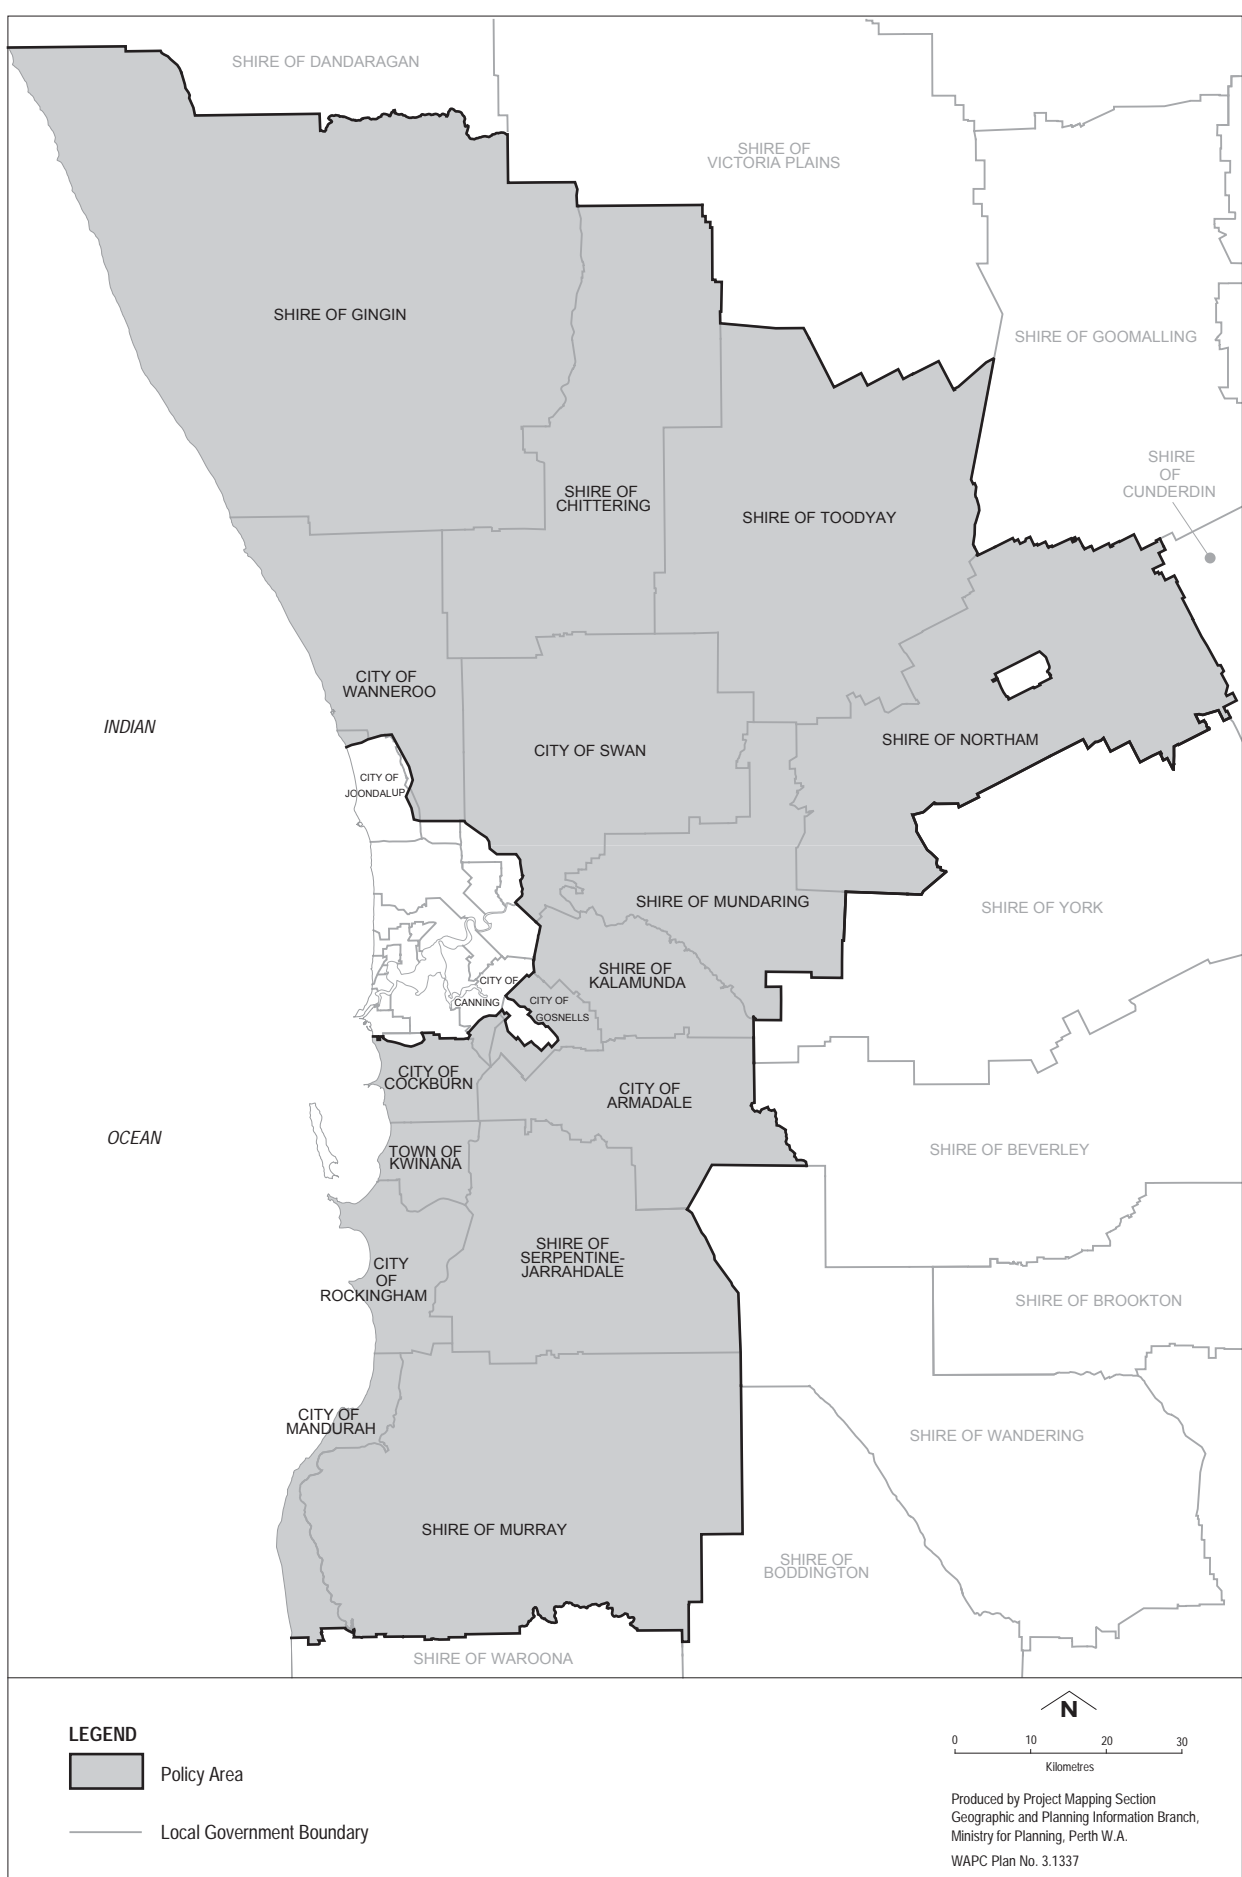 SHIRE OF DANDARAGAN
SHIRE OF
VICTORIA PLAINS
SHIRE OF GINGIN
SHIRE OF GOOMALLING
SHIRE
OF
CUNDERDIN
SHIRE OF
CHITTERING
SHIRE OF TOODYAY
CITY OF
WANNEROO
INDIAN
CITY OF SWAN
SHIRE OF NORTHAM
CITY OF
JOONDALUP
SHIRE OF MUNDARING
SHIRE OF YORK
SHIRE OF
KALAMUNDA
CITY OF
CANNING
CITY OF
GOSNELLS
CITY OF
COCKBURN
CITY OF
ARMADALE
OCEAN
TOWN OF
KWINANA
SHIRE OF BEVERLEY
SHIRE OF
SERPENTINE-
JARRAHDALE
CITY
OF
ROCKINGHAM
SHIRE OF BROOKTON
CITY OF
MANDURAH
SHIRE OF WANDERING
SHIRE OF MURRAY
SHIRE OF
BODDINGTON
SHIRE OF WAROONA
LEGEND
Policy Area
Local Government Boundary
N
0 10 20 30
Kilometres
Produced by Project Mapping Section
Geographic and Planning Information Branch,
Ministry for Planning, Perth W.A.
WAPC Plan No. 3.1337